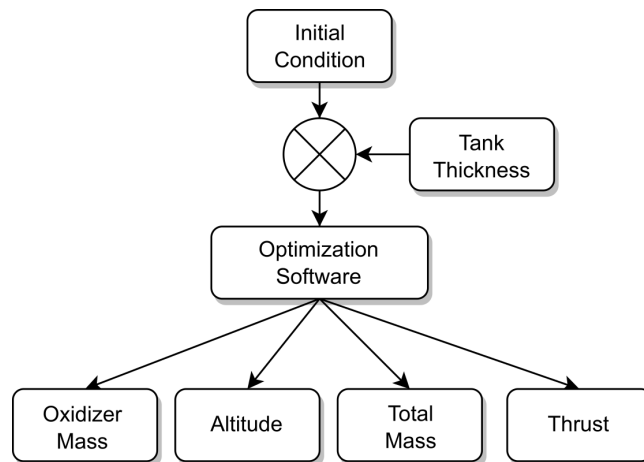 Initial
Condition
Tank
Thickness
Optimization
Software
Oxidizer
Mass
Altitude
Total
Mass
Thrust